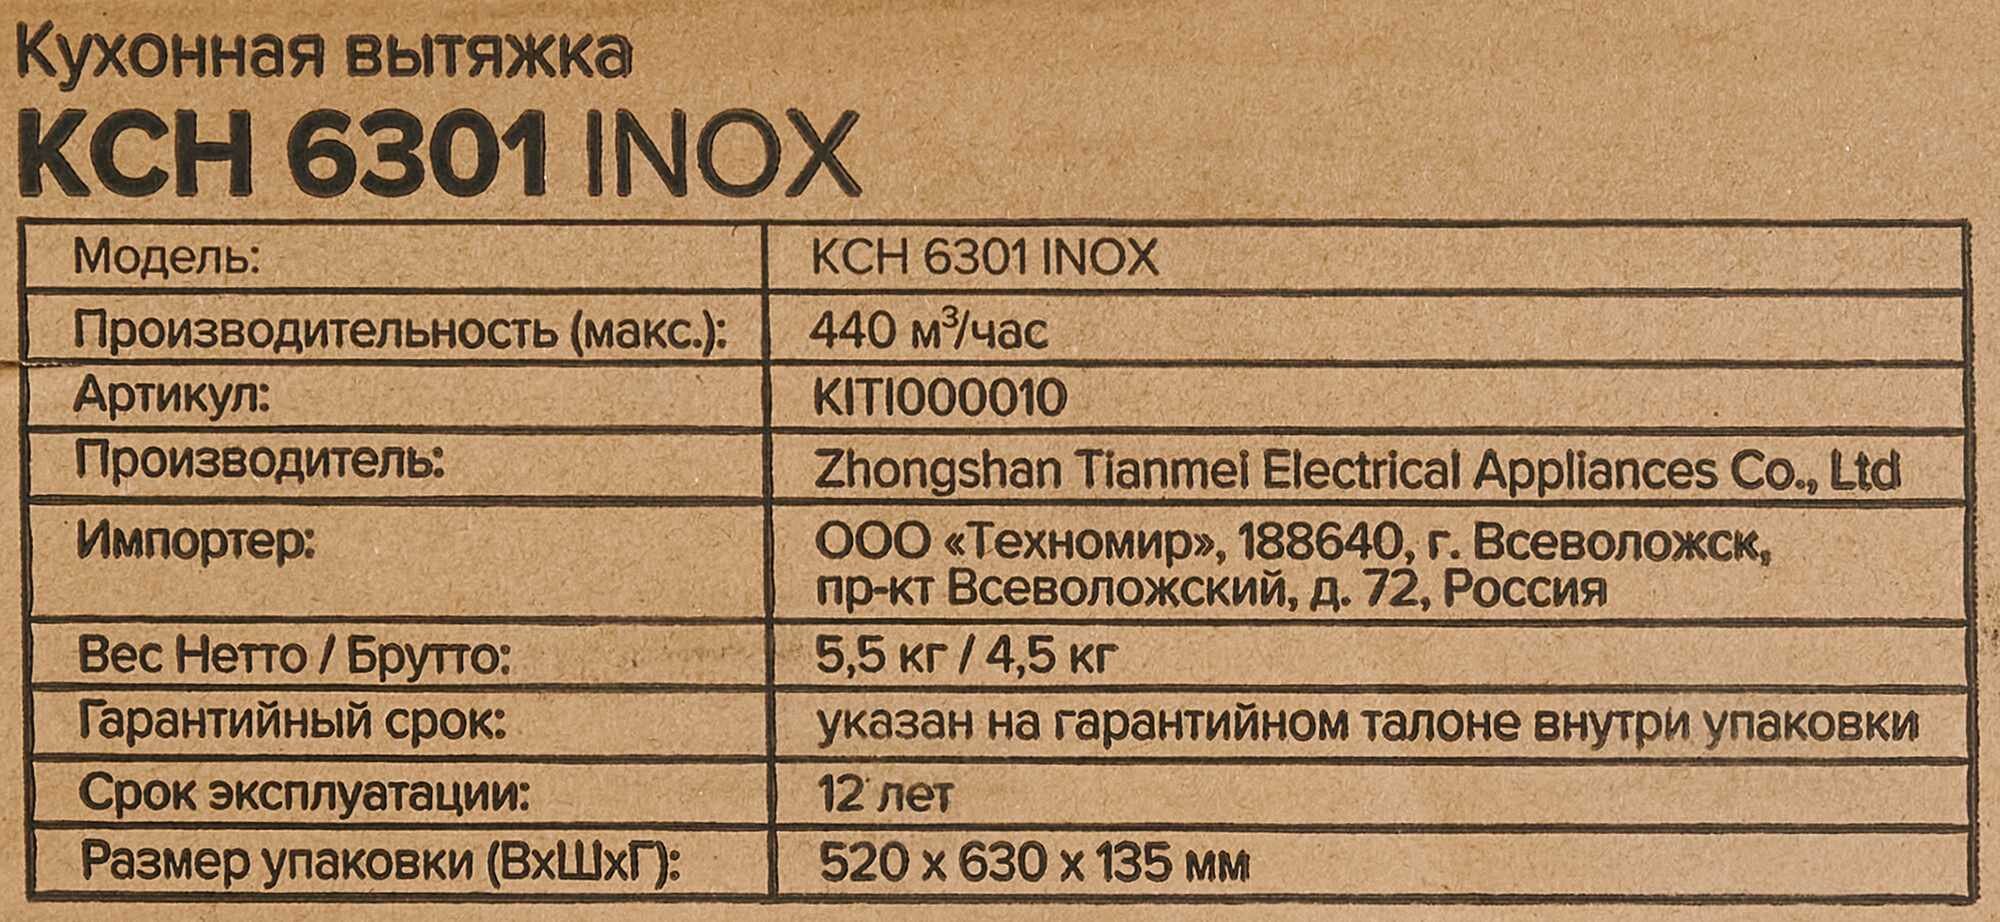 Кухонная вытяжка
KCH 6301 INOX
Модель: KCH 6301 INOX
Производительность (макс.): 440 м³/час
Артикул: KITI000010
Производитель: Zhongshan Tianmei Electrical Appliances Co., Ltd
Импортер: ООО «Техномир», 188640, г. Всеволожск,
пр-кт Всеволожский, д. 72, Россия
Вес Нетто / Брутто: 5,5 кг / 4,5 кг
Гарантийный срок: указан на гарантийном талоне внутри упаковки
Срок эксплуатации: 12 лет
Размер упаковки (ВхШхГ): 520 х 630 х 135 мм